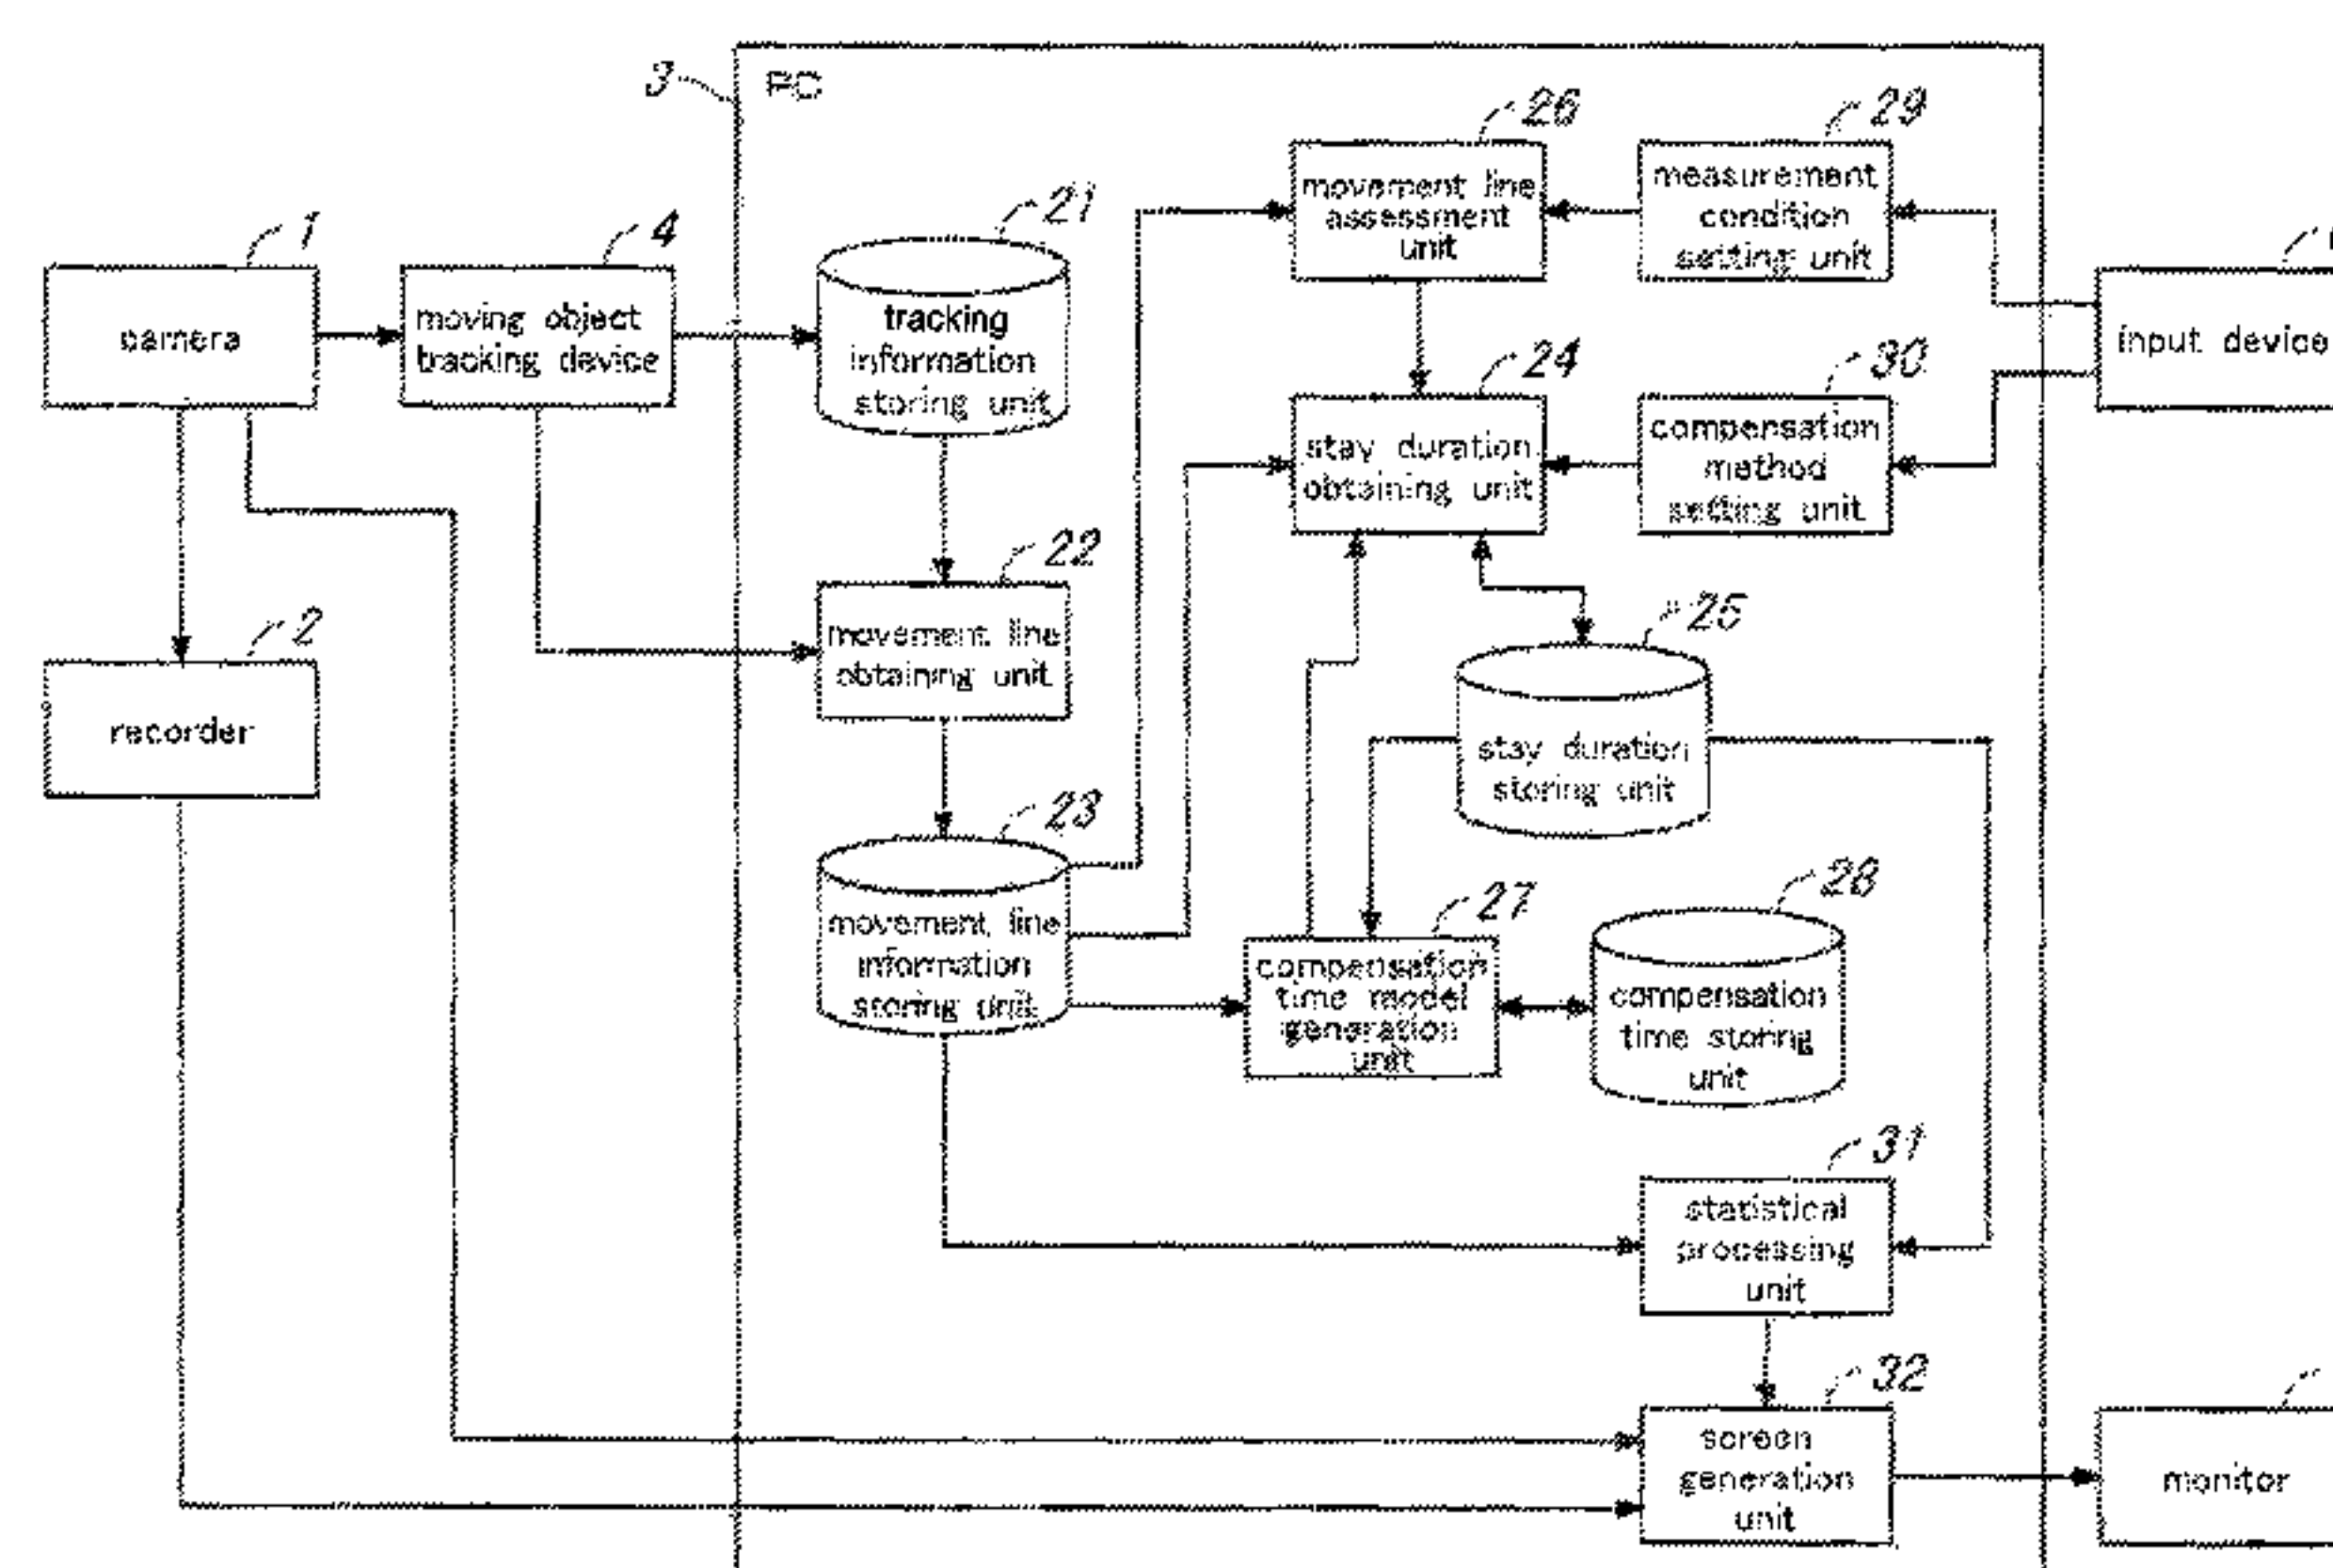 3
PC
26
29
movement line
assessment
unit
measurement
condition
setting unit
1
4
21
camera
moving object
tracking device
tracking
information
storing unit
input device
24
30
stay duration
obtaining unit
compensation
method
setting unit
22
movement line
obtaining unit
2
recorder
25
stay duration
storing unit
23
movement line
information
storing unit
27
compensation
time model
generation
unit
28
compensation
time storing
unit
31
statistical
processing
unit
32
screen
generation
unit
monitor